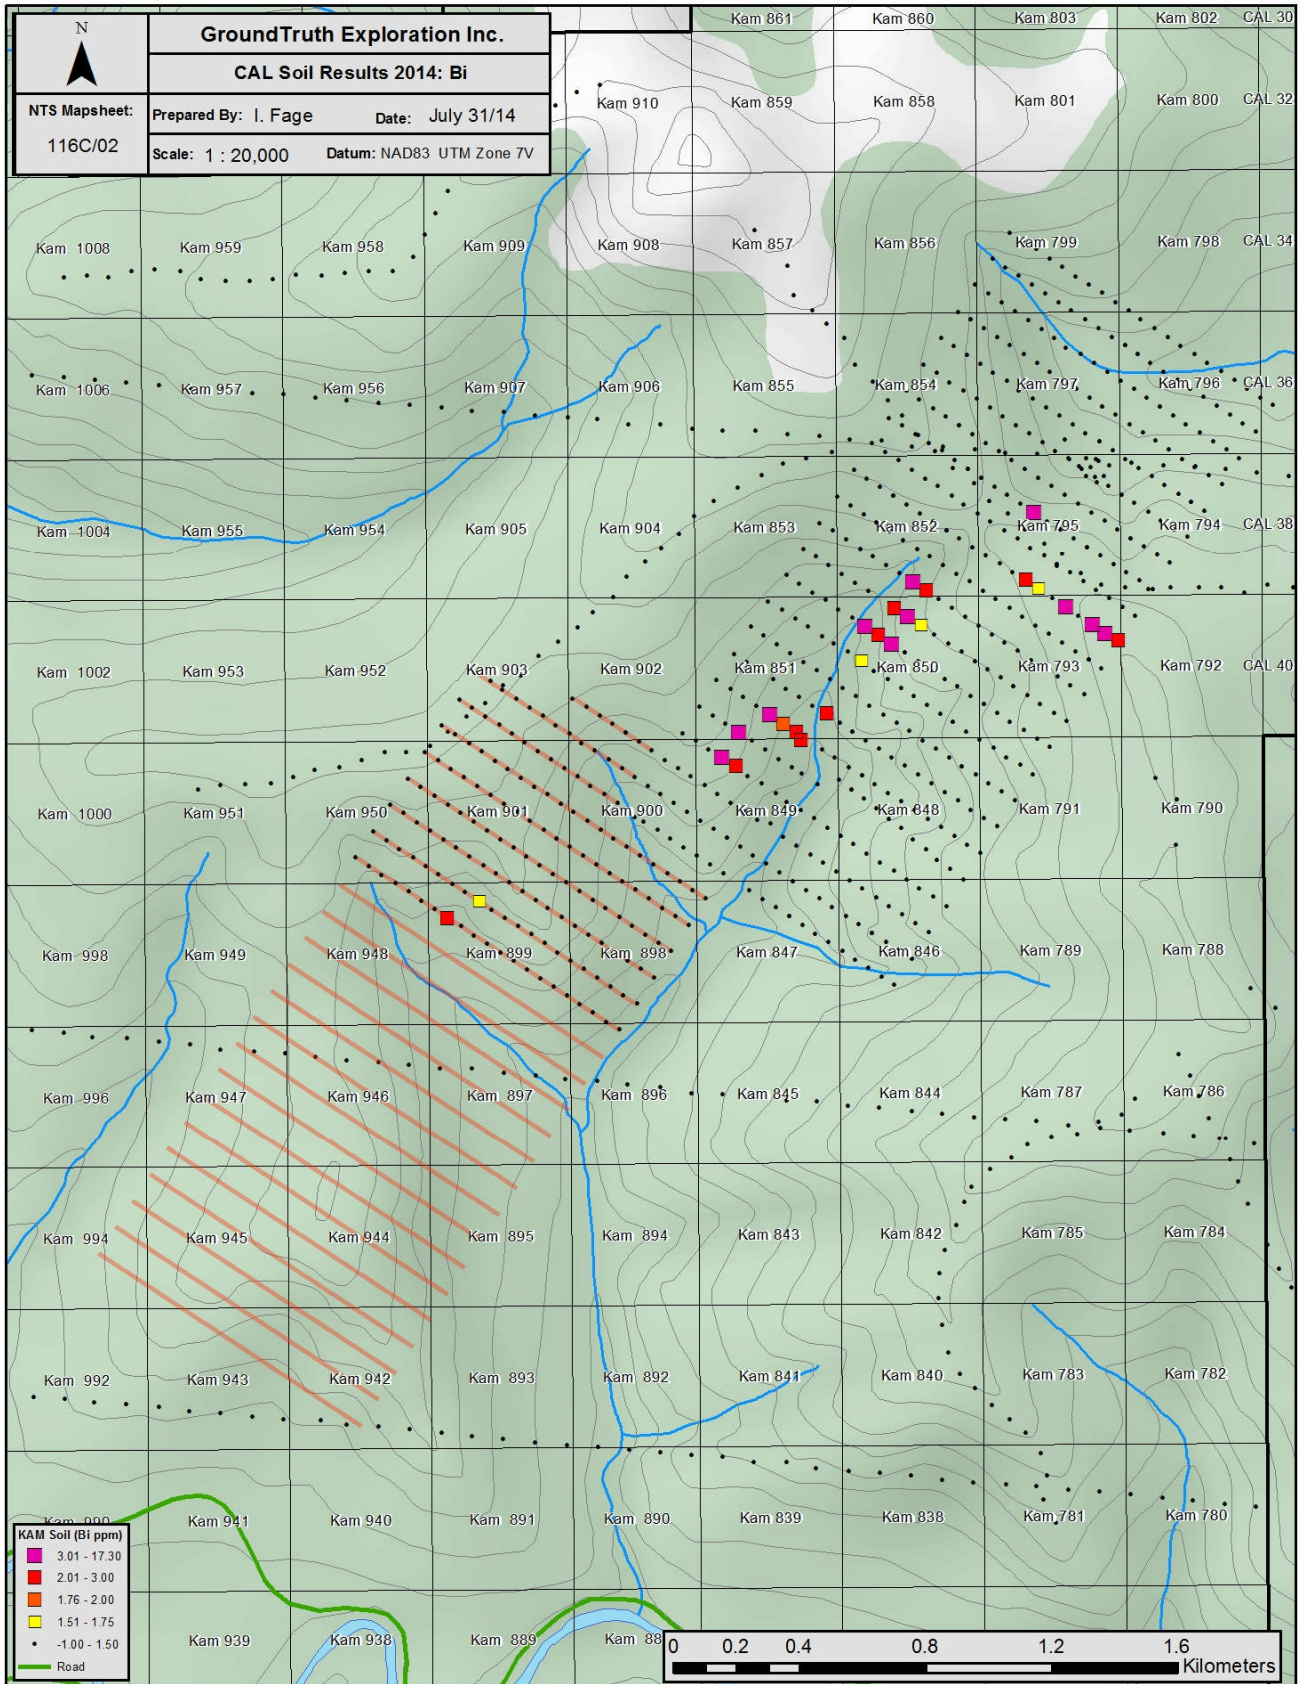 N
GroundTruth Exploration Inc.
CAL Soil Results 2014: Bi
NTS Mapsheet:
116C/02
Prepared By: I. Fage Date: July 31/14
Scale: 1 : 20,000 Datum: NAD83 UTM Zone 7V
Kam 861 Kam 860 Kam 803 Kam 802 CAL 30
Kam 910 Kam 859 Kam 858 Kam 801 Kam 800 CAL 32
Kam 1008 Kam 959 Kam 958 Kam 909 Kam 908 Kam 857 Kam 856 Kam 799 Kam 798 CAL 34
Kam 1006 Kam 957 Kam 956 Kam 907 Kam 906 Kam 855 Kam 854 Kam 797 Kam 796 CAL 36
Kam 1004 Kam 955 Kam 954 Kam 905 Kam 904 Kam 853 Kam 852 Kam 795 Kam 794 CAL 38
Kam 1002 Kam 953 Kam 952 Kam 903 Kam 902 Kam 851 Kam 850 Kam 793 Kam 792 CAL 40
Kam 1000 Kam 951 Kam 950 Kam 901 Kam 900 Kam 849 Kam 848 Kam 791 Kam 790
Kam 998 Kam 949 Kam 948 Kam 899 Kam 898 Kam 847 Kam 846 Kam 789 Kam 788
Kam 996 Kam 947 Kam 946 Kam 897 Kam 896 Kam 845 Kam 844 Kam 787 Kam 786
Kam 994 Kam 945 Kam 944 Kam 895 Kam 894 Kam 843 Kam 842 Kam 785 Kam 784
Kam 992 Kam 943 Kam 942 Kam 893 Kam 892 Kam 841 Kam 840 Kam 783 Kam 782
Kam 990 Kam 941 Kam 940 Kam 891 Kam 890 Kam 839 Kam 838 Kam 781 Kam 780
Kam 939 Kam 938 Kam 889 Kam 88
KAM Soil (Bi ppm)
3.01 - 17.30
2.01 - 3.00
1.76 - 2.00
1.51 - 1.75
-1.00 - 1.50
Road
0 0.2 0.4 0.8 1.2 1.6
Kilometers